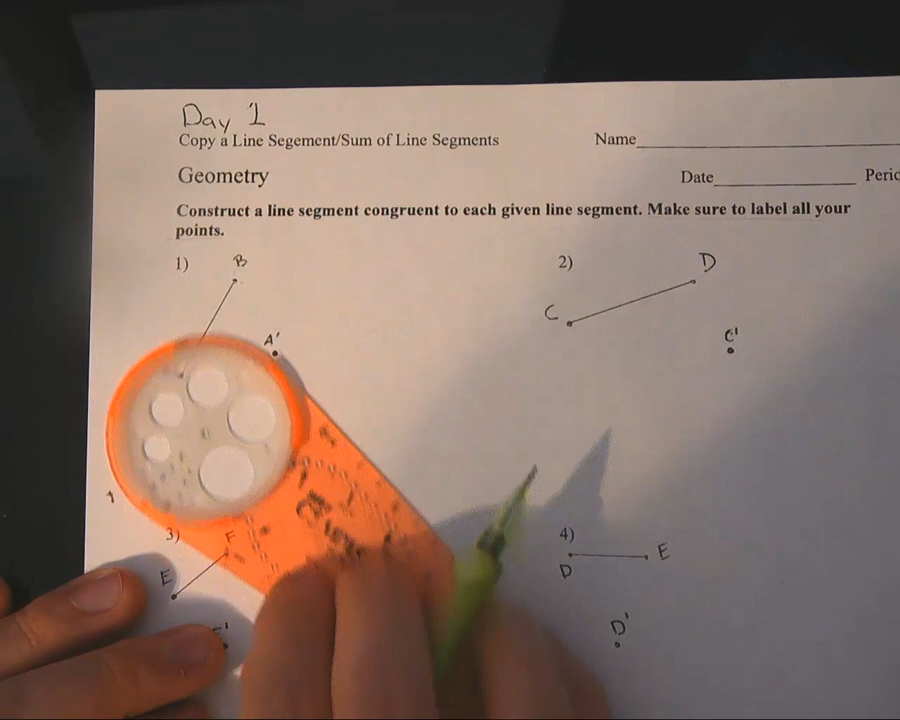 Day 1
Copy a Line Segement/Sum of Line Segments
Name
Geometry
Date
Construct a line segment congruent to each given line segment. Make sure to label all your
points.
1)
B
A'
2)
C
D
C'
3)
E
F
4)
D
E
D'